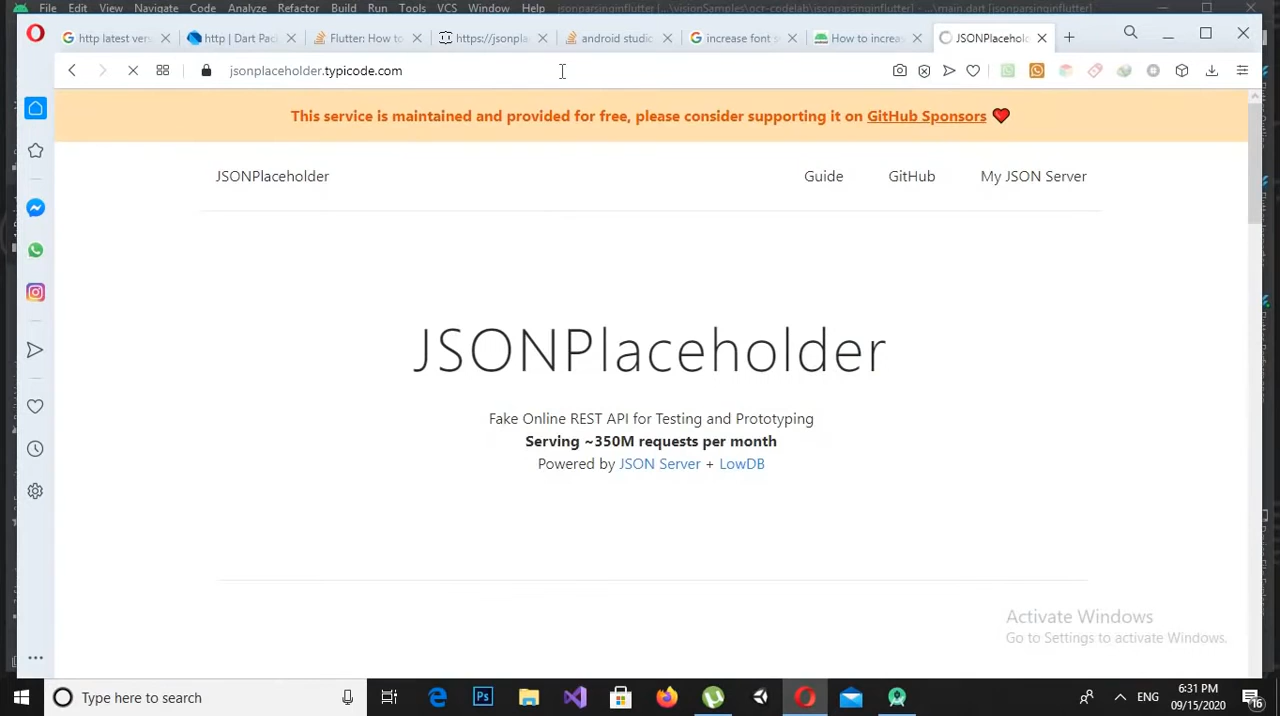 File Edit View Navigate Code Analyze Refactor Build Run Tools VCS Window Help jsonparsinginflutter
http latest ver
http | Dart Pac
Flutter: How to
https://jsonpla
android studio
increase font s
How to increa
JSONPlacehol
jsonplaceholder.typicode.com
This service is maintained and provided for free, please consider supporting it on GitHub Sponsors
JSONPlaceholder
Guide
GitHub
My JSON Server
JSONPlaceholder
Fake Online REST API for Testing and Prototyping
Serving ~350M requests per month
Powered by JSON Server + LowDB
Activate Windows
Go to Settings to activate Windows.
Type here to search
Ps
ENG
6:31 PM
09/15/2020
16